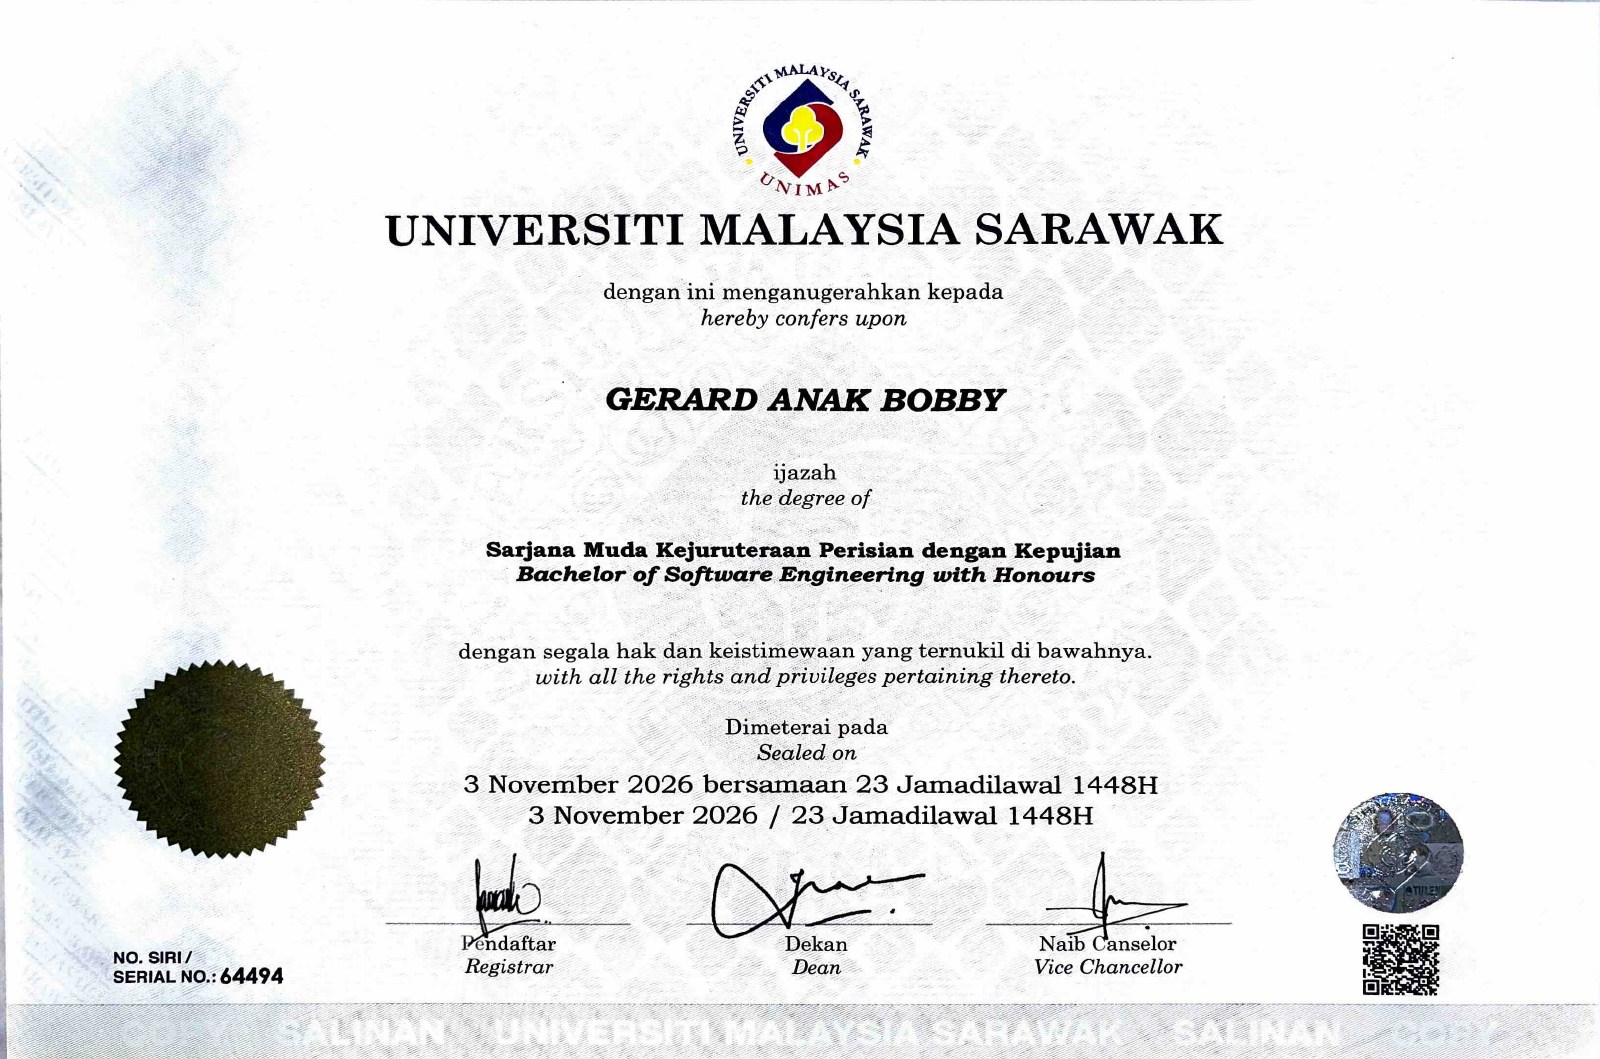 UNIVERSITI MALAYSIA SARAWAK
UNIMAS
UNIVERSITI MALAYSIA SARAWAK
dengan ini menganugerahkan kepada
hereby confers upon
GERARD ANAK BOBBY
ijazah
the degree of
Sarjana Muda Kejuruteraan Perisian dengan Kepujian
Bachelor of Software Engineering with Honours
dengan segala hak dan keistimewaan yang ternukil di bawahnya.
with all the rights and privileges pertaining thereto.
Dimeterai pada
Sealed on
3 November 2026 bersamaan 23 Jamadilawal 1448H
3 November 2026 / 23 Jamadilawal 1448H
Pendaftar
Registrar
Dekan
Dean
Naib Canselor
Vice Chancellor
TULEN
NO. SIRI /
SERIAL NO.: 64494
COPY SALINAN UNIVERSITI MALAYSIA SARAWAK SALINAN COPY